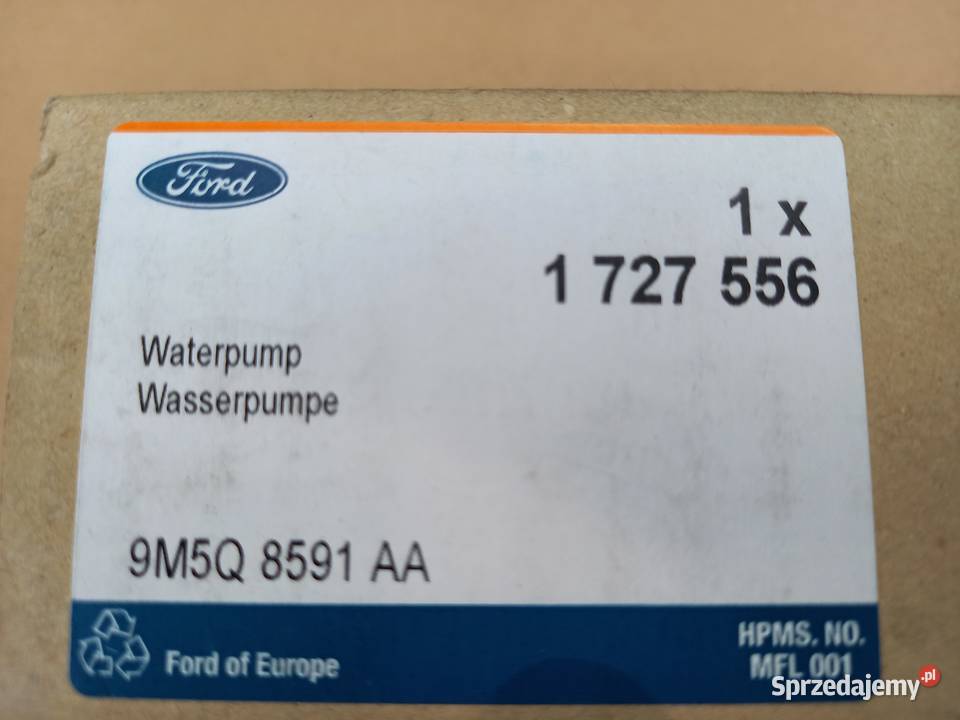 Ford
1 x
1 727 556
Waterpump
Wasserpumpe
9M5Q 8591 AA
Ford of Europe
HPMS. NO.
MFL 001
Sprzedajemy.pl